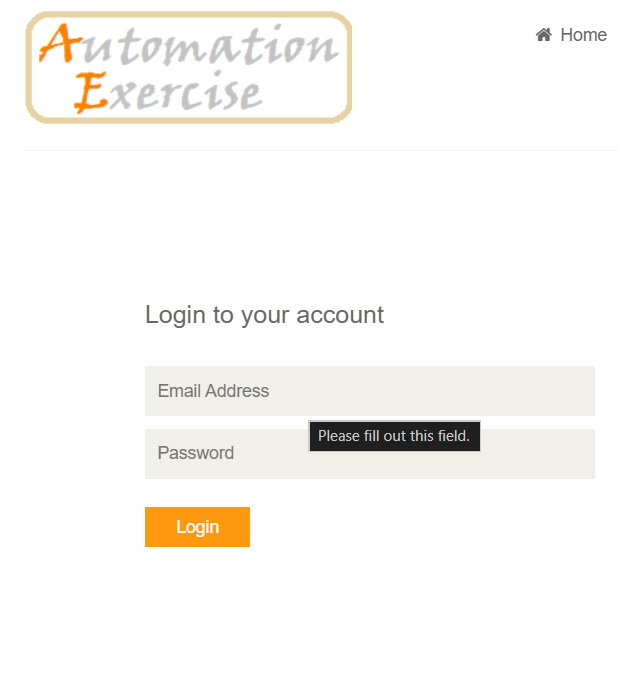 Automation
Exercise
Home
Login to your account
Email Address
Please fill out this field.
Password
Login